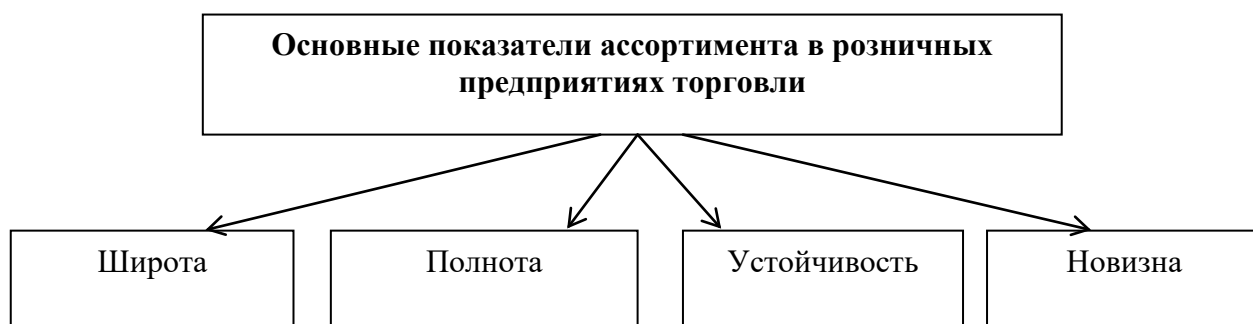 Основные показатели ассортимента в розничных
предприятиях торговли
Широта
Полнота
Устойчивость
Новизна